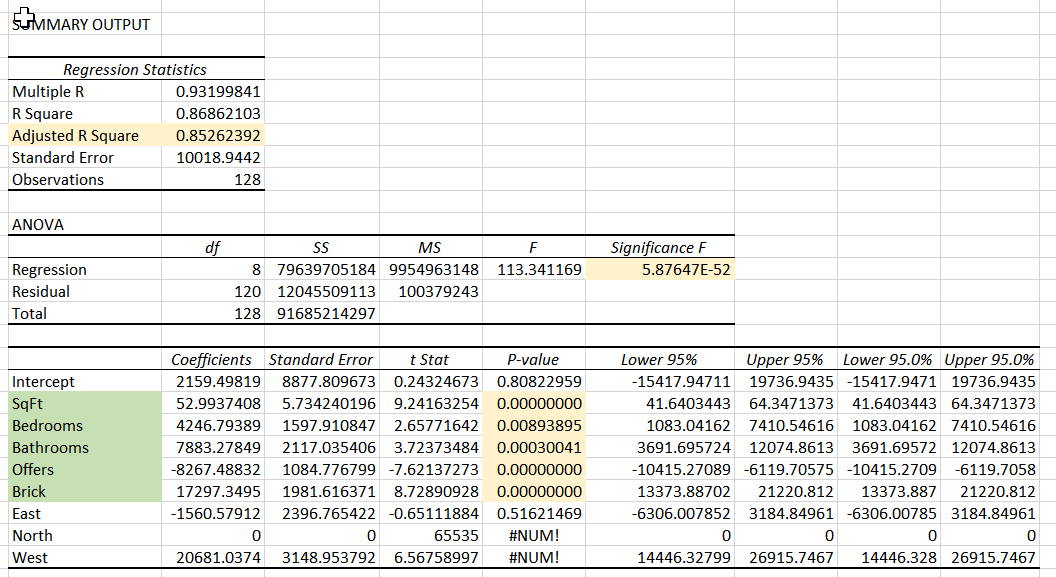 SUMMARY OUTPUT
Regression Statistics
Multiple R 0.93199841
R Square 0.86862103
Adjusted R Square 0.85262392
Standard Error 10018.9442
Observations 128
ANOVA
df SS MS F Significance F
Regression 8 79639705184 9954963148 113.341169 5.87647E-52
Residual 120 12045509113 100379243
Total 128 91685214297
Coefficients Standard Error t Stat P-value Lower 95% Upper 95% Lower 95.0% Upper 95.0%
Intercept 2159.49819 8877.809673 0.24324673 0.80822959 -15417.94711 19736.9435 -15417.9471 19736.9435
SqFt 52.9937408 5.734240196 9.24163254 0.00000000 41.6403443 64.3471373 41.6403443 64.3471373
Bedrooms 4246.79389 1597.910847 2.65771642 0.00893895 1083.04162 7410.54616 1083.04162 7410.54616
Bathrooms 7883.27849 2117.035406 3.72373484 0.00030041 3691.695724 12074.8613 3691.69572 12074.8613
Offers -8267.48832 1084.776799 -7.62137273 0.00000000 -10415.27089 -6119.70575 -10415.2709 -6119.7058
Brick 17297.3495 1981.616371 8.72890928 0.00000000 13373.88702 21220.812 13373.887 21220.812
East -1560.57912 2396.765422 -0.65111884 0.51621469 -6306.007852 3184.84961 -6306.00785 3184.84961
North 0 0 65535 #NUM! 0 0 0 0
West 20681.0374 3148.953792 6.56758997 #NUM! 14446.32799 26915.7467 14446.328 26915.7467